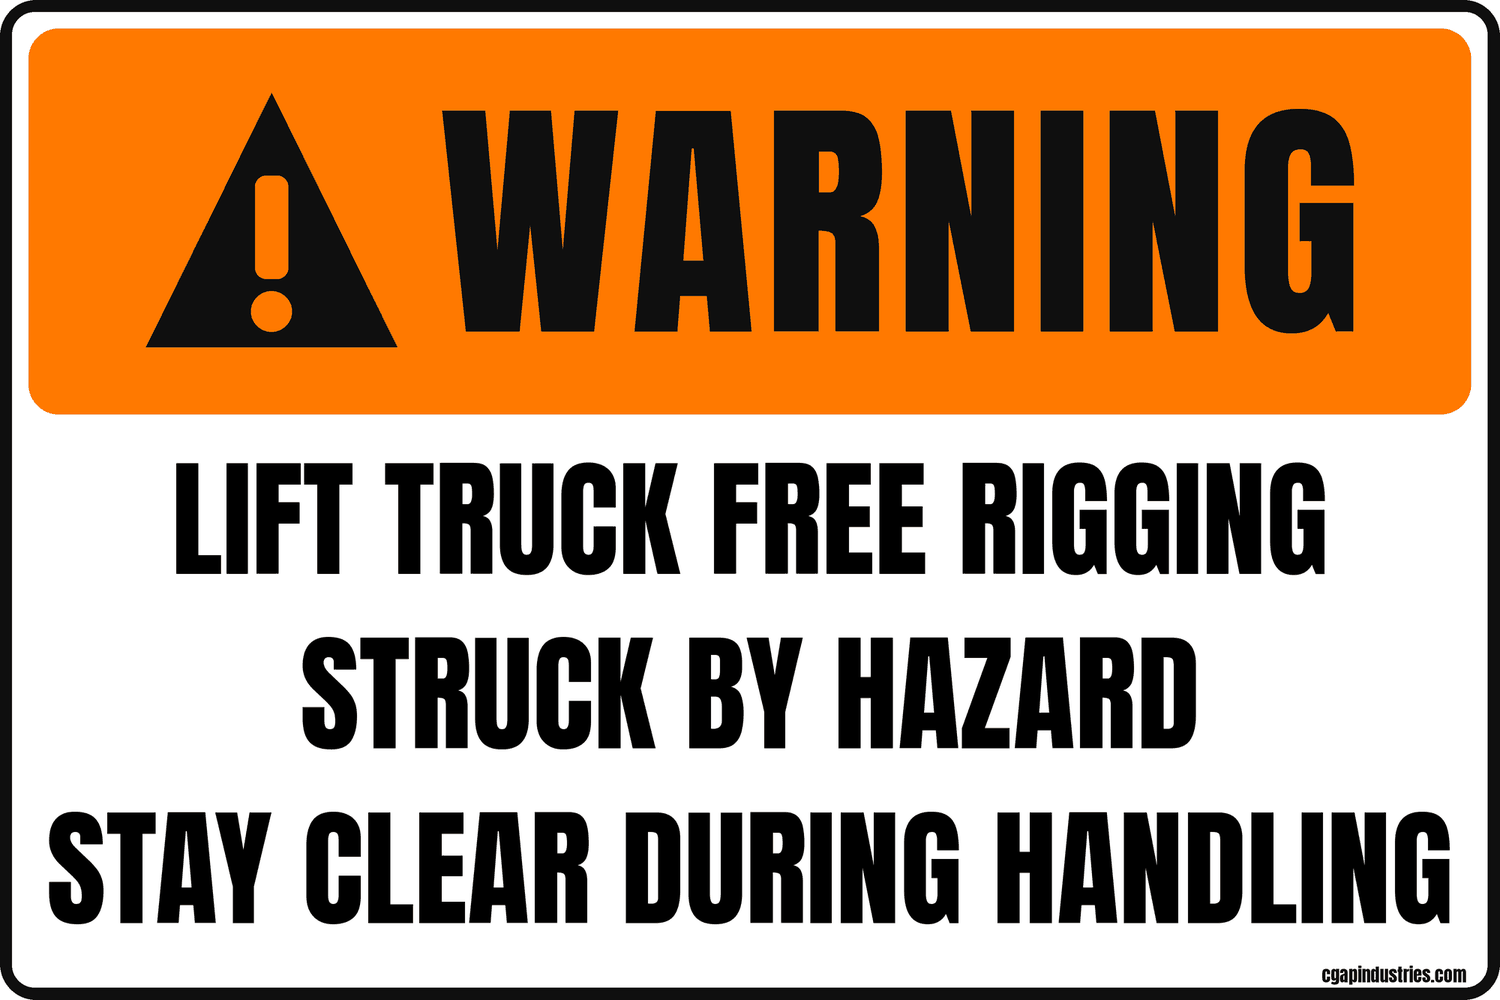 WARNING
LIFT TRUCK FREE RIGGING
STRUCK BY HAZARD
STAY CLEAR DURING HANDLING
cgapindustries.com